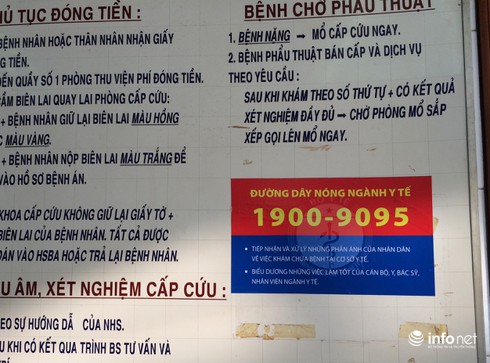 Ủ TỤC ĐÓNG TIỀN :
BỆNH NHÂN HOẶC THÂN NHÂN NHẬN GIẤY
NG TIỀN.
ĐẾN QUẦY SỐ 1 PHÒNG THU VIỆN PHÍ ĐÓNG TIỀN.
CẦM BIÊN LAI QUAY LẠI PHÒNG CẤP CỨU:
+ BỆNH NHÂN GIỮ LẠI BIÊN LAI MÀU HỒNG
MÀU VÀNG.
+ BỆNH NHÂN NỘP BIÊN LAI MÀU TRẮNG ĐỂ
VÀO HỒ SƠ BỆNH ÁN.
KHOA CẤP CỨU KHÔNG GIỮ LẠI GIẤY TỜ +
BIÊN LAI CỦA BỆNH NHÂN. TẤT CẢ ĐƯỢC
DÁN VÀO HSBA HOẶC TRẢ LẠI BỆNH NHÂN.
U ÂM, XÉT NGHIỆM CẤP CỨU :
EO SỰ HƯỚNG DẪ CỦA NHS.
U KHI CÓ KẾT QUẢ TRÌNH BS TƯ VẤN VÀ
BỆNH CHỜ PHẪU THUẬT
1. BỆNH NẶNG → MỔ CẤP CỨU NGAY.
2. BỆNH PHẪU THUẬT BÁN CẤP VÀ DỊCH VỤ
THEO YÊU CẦU :
SAU KHI KHÁM THEO SỐ THỨ TỰ + CÓ KẾT QUẢ
XÉT NGHIỆM ĐẦY ĐỦ → CHỜ PHÒNG MỔ SẮP
XẾP GỌI LÊN MỔ NGAY.
ĐƯỜNG DÂY NÓNG NGÀNH Y TẾ
1900-9095
• TIẾP NHẬN VÀ XỬ LÝ NHỮNG PHẢN ÁNH CỦA NHÂN DÂN
VỀ VIỆC KHÁM CHỮA BỆNH TẠI CƠ SỞ Y TẾ.
• BIỂU DƯƠNG NHỮNG VIỆC LÀM TỐT CỦA CÁN BỘ, Y, BÁC SỸ,
NHÂN VIÊN NGÀNH Y TẾ.
infonet